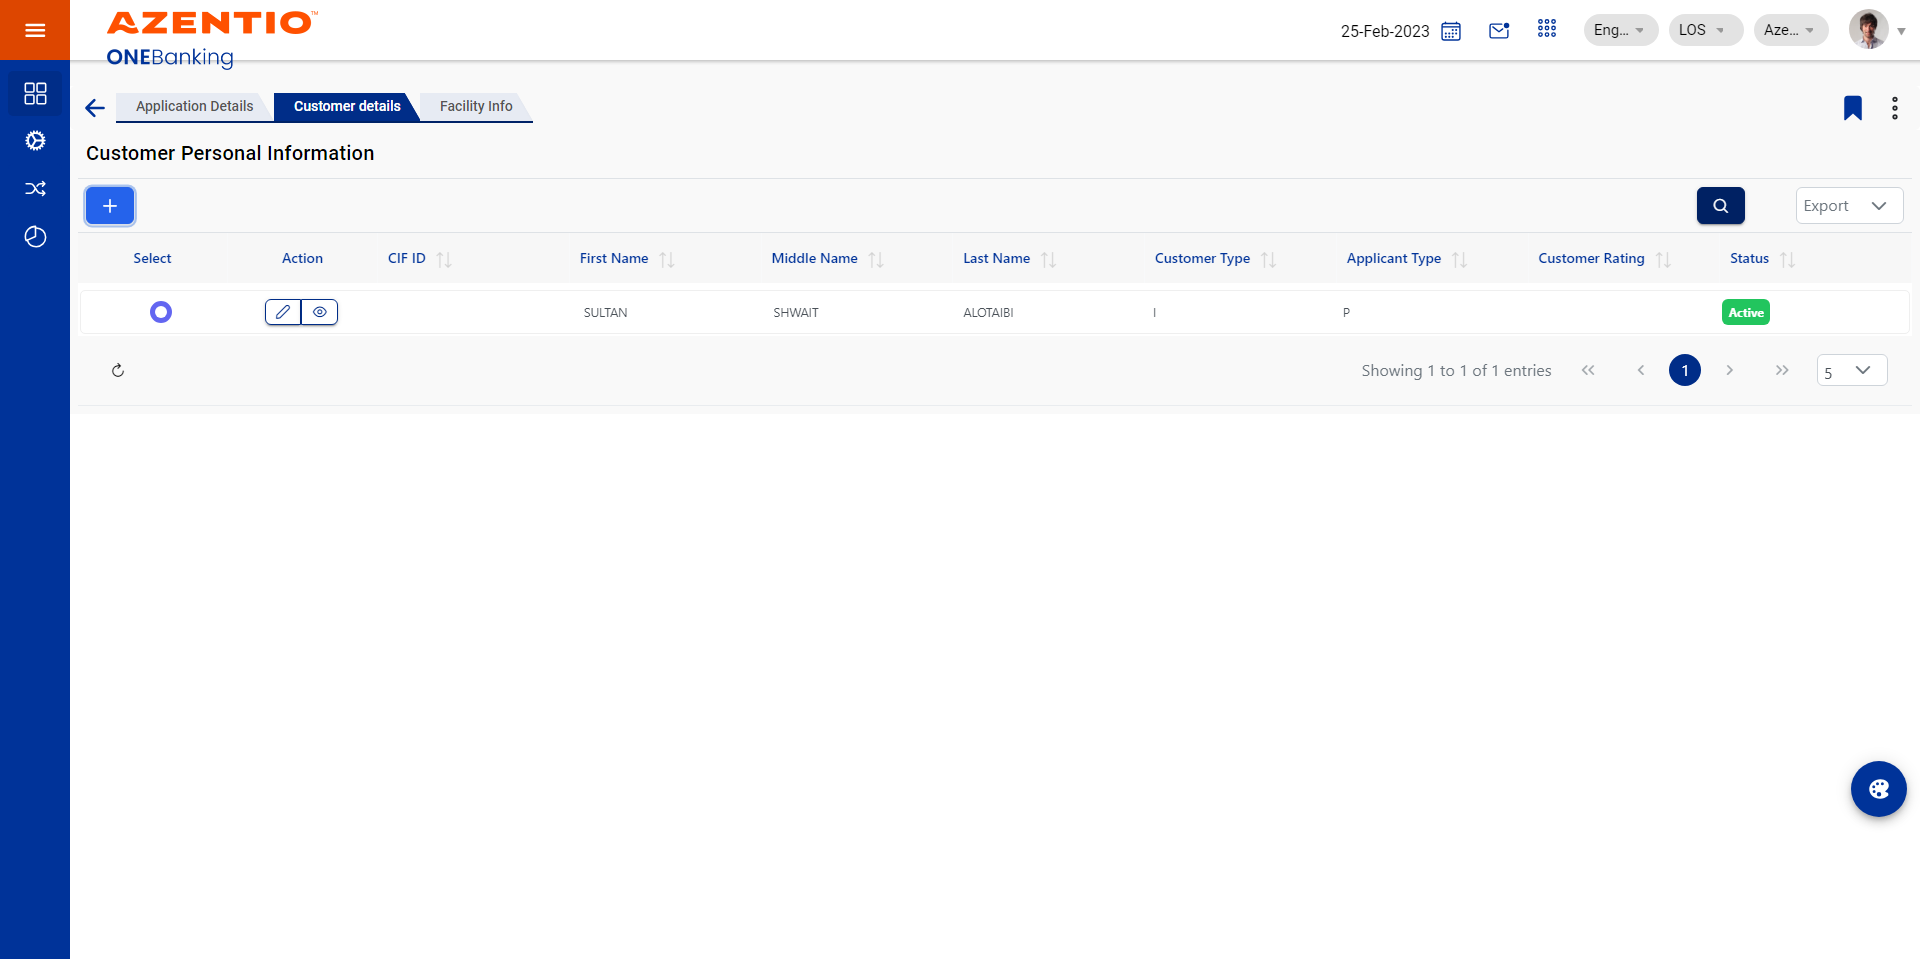 AZENTIO™
ONEBanking
25-Feb-2023
Eng...
LOS
Aze...
Application Details
Customer details
Facility Info
Customer Personal Information
Export
Select
Action
CIF ID
First Name
Middle Name
Last Name
Customer Type
Applicant Type
Customer Rating
Status
SULTAN
SHWAIT
ALOTAIBI
I
P
Active
Showing 1 to 1 of 1 entries
1
5